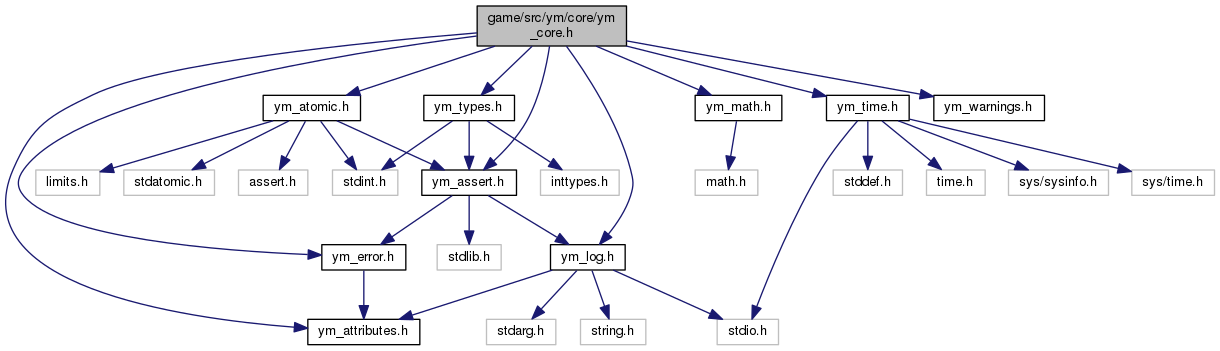 game/src/ym/core/ym
_core.h
ym_atomic.h
ym_types.h
ym_math.h
ym_time.h
ym_warnings.h
limits.h
stdatomic.h
assert.h
stdint.h
ym_assert.h
inttypes.h
math.h
stddef.h
time.h
sys/sysinfo.h
sys/time.h
ym_error.h
stdlib.h
ym_log.h
ym_attributes.h
stdarg.h
string.h
stdio.h